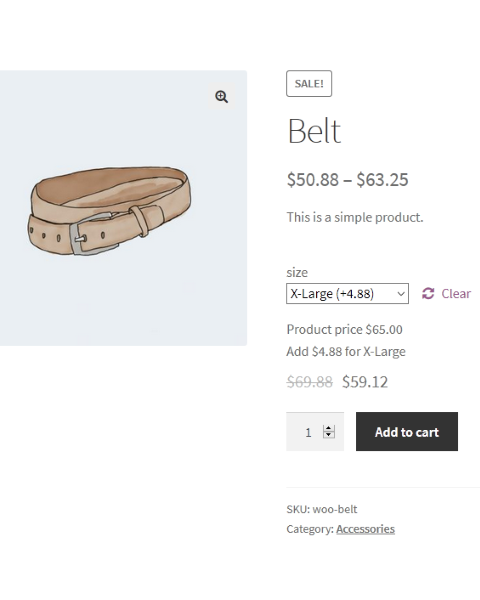 SALE!
Belt
$50.88 – $63.25
This is a simple product.
size
X-Large (+4.88)
Clear
Product price $65.00
Add $4.88 for X-Large
$69.88 $59.12
1
Add to cart
SKU: woo-belt
Category: Accessories